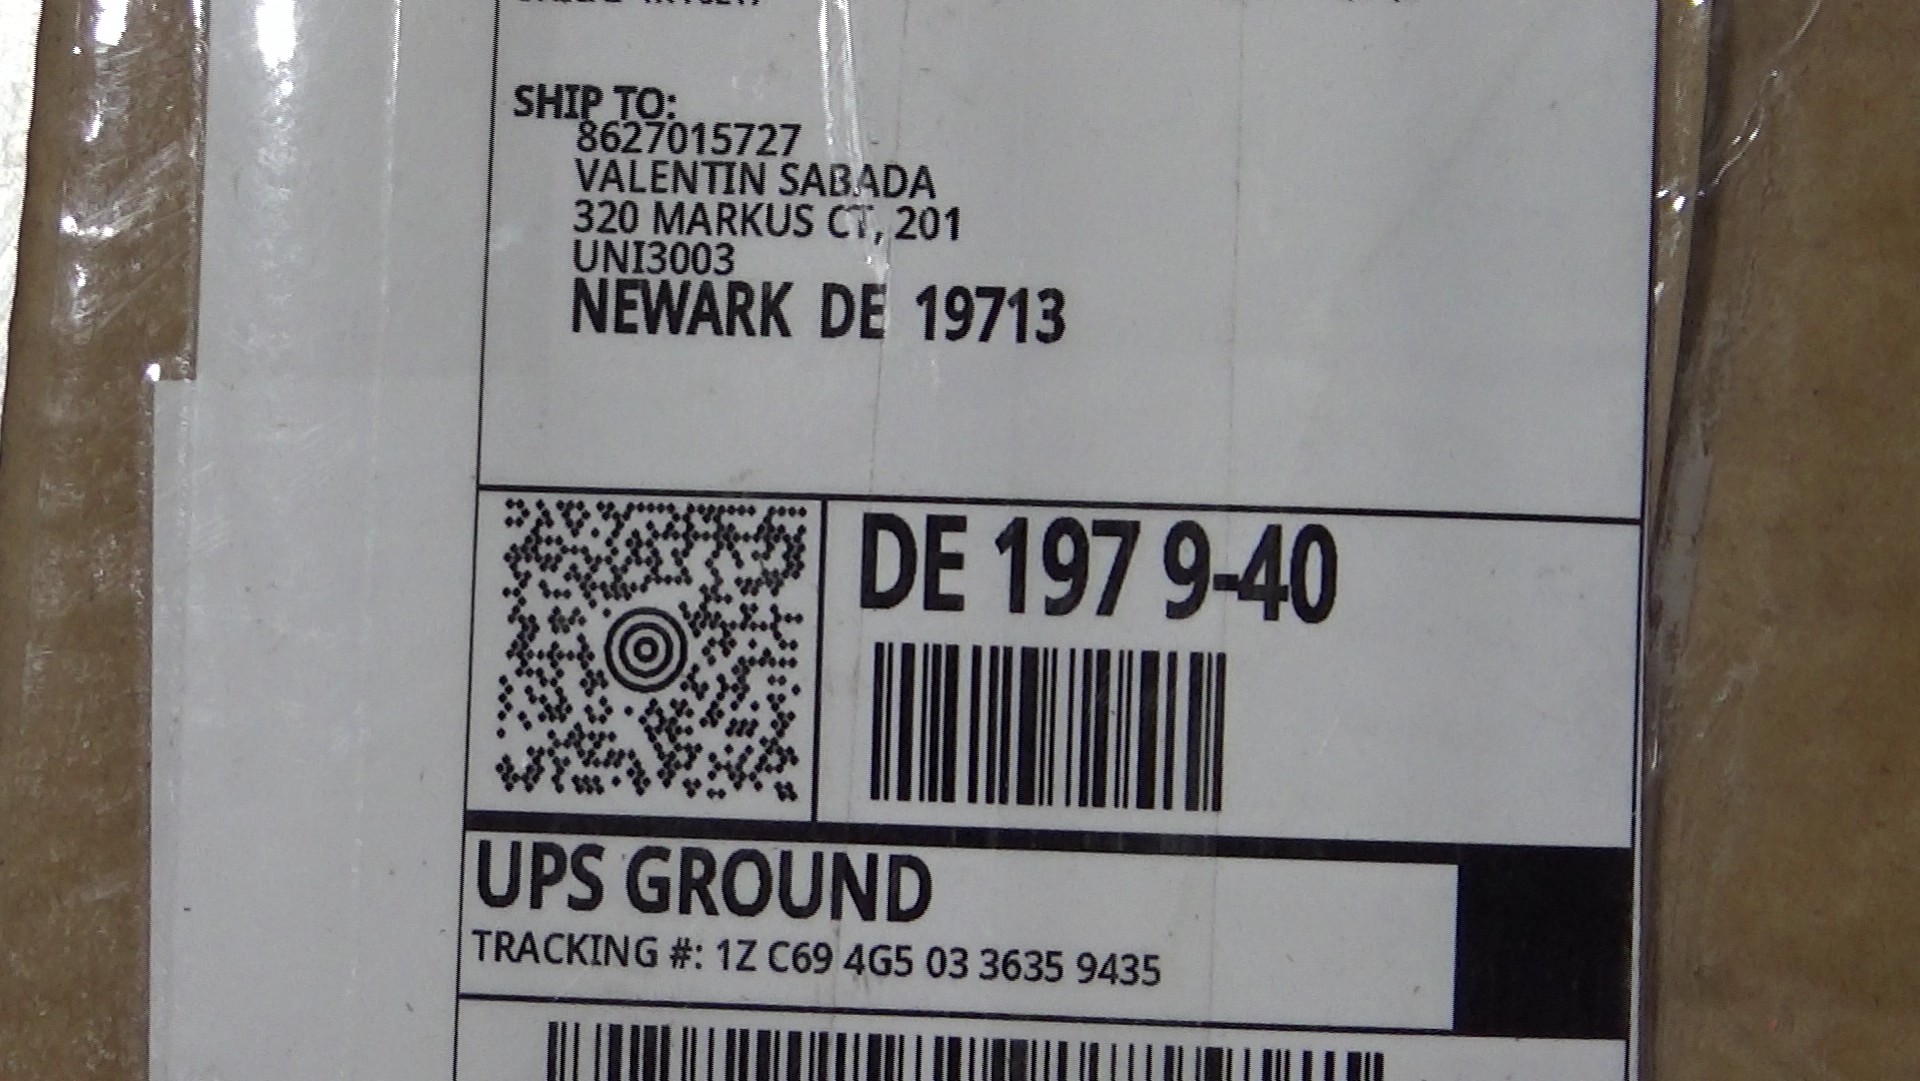 SHIP TO:
8627015727
VALENTIN SABADA
320 MARKUS CT, 201
UNI3003
NEWARK DE 19713
DE 197 9-40
UPS GROUND
TRACKING #: 1Z C69 4G5 03 3635 9435